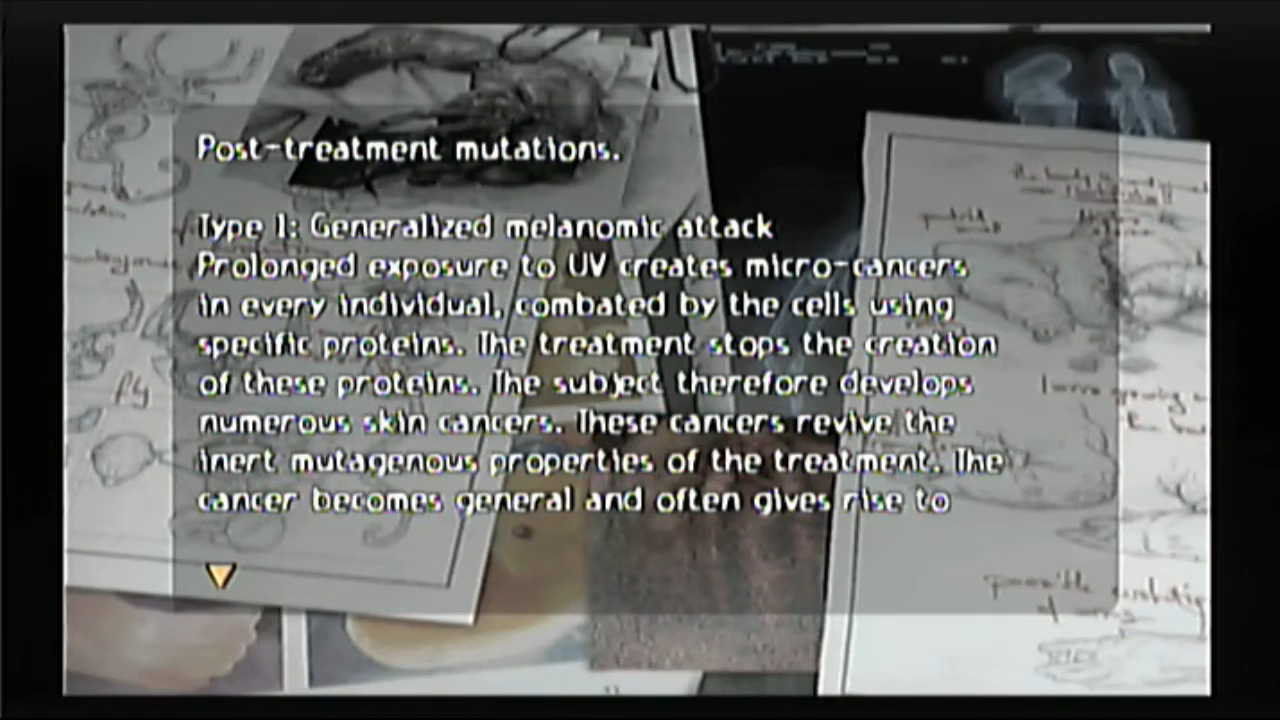 Post-treatment mutations.
Type 1: Generalized melanomic attack
Prolonged exposure to UV creates micro-cancers
in every individual, combated by the cells using
specific proteins. The treatment stops the creation
of these proteins. The subject therefore develops
numerous skin cancers. These cancers revive the
inert mutagenous properties of the treatment. The
cancer becomes general and often gives rise to
fly